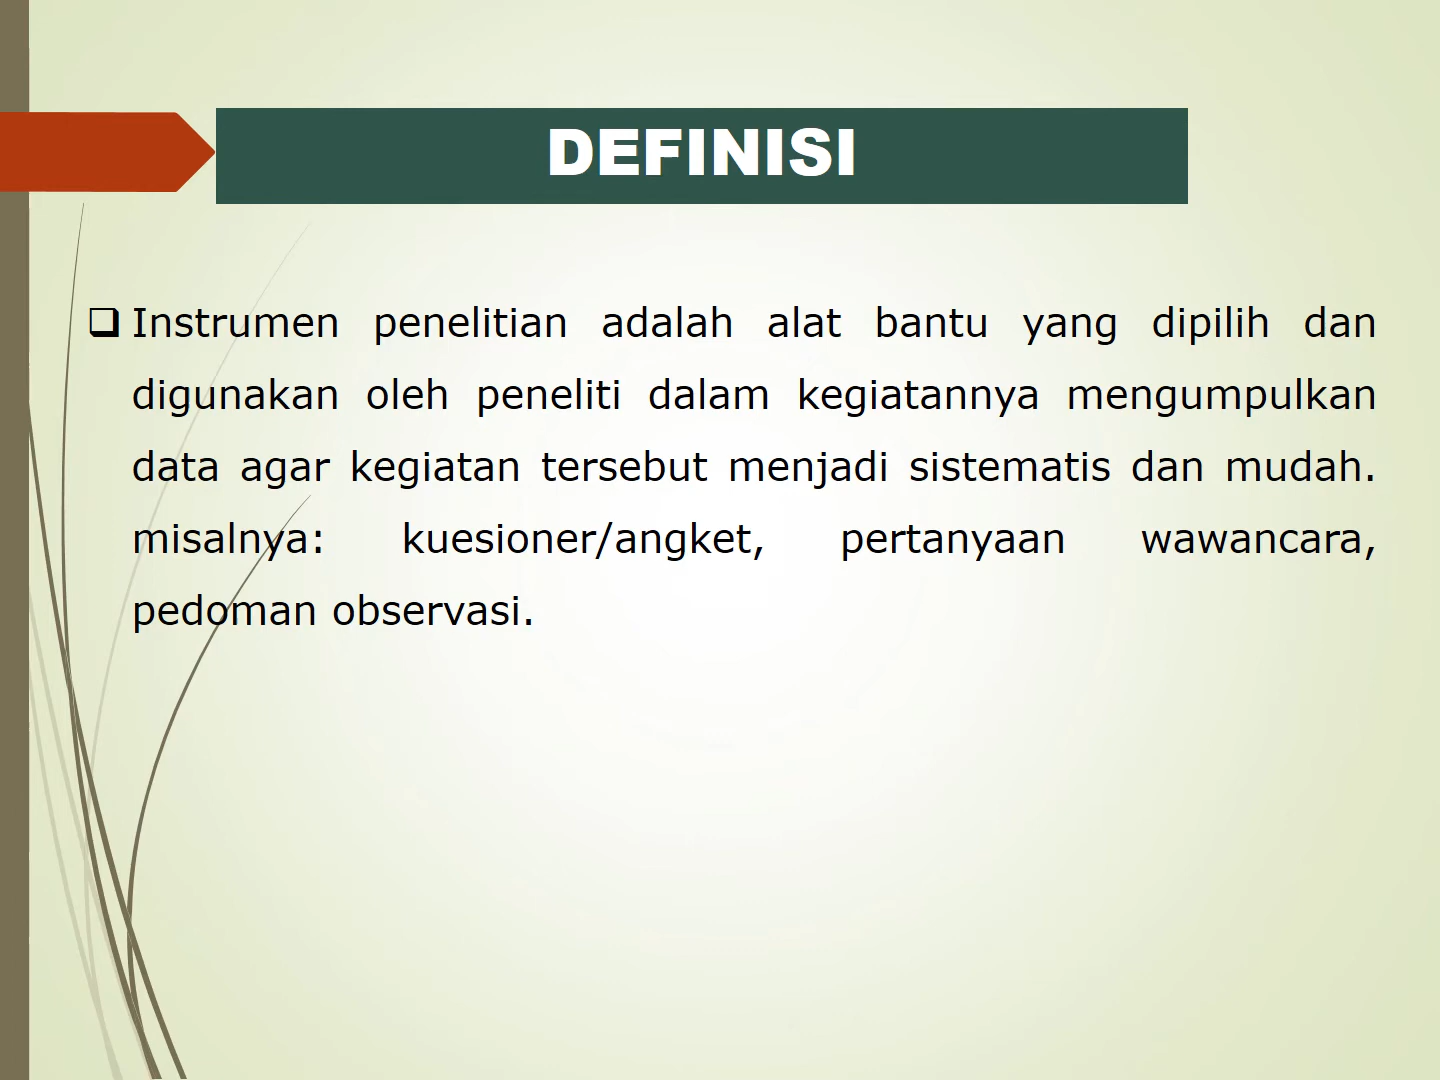 DEFINISI
Instrumen penelitian adalah alat bantu yang dipilih dan
digunakan oleh peneliti dalam kegiatannya mengumpulkan
data agar kegiatan tersebut menjadi sistematis dan mudah.
misalnya: kuesioner/angket, pertanyaan wawancara,
pedoman observasi.